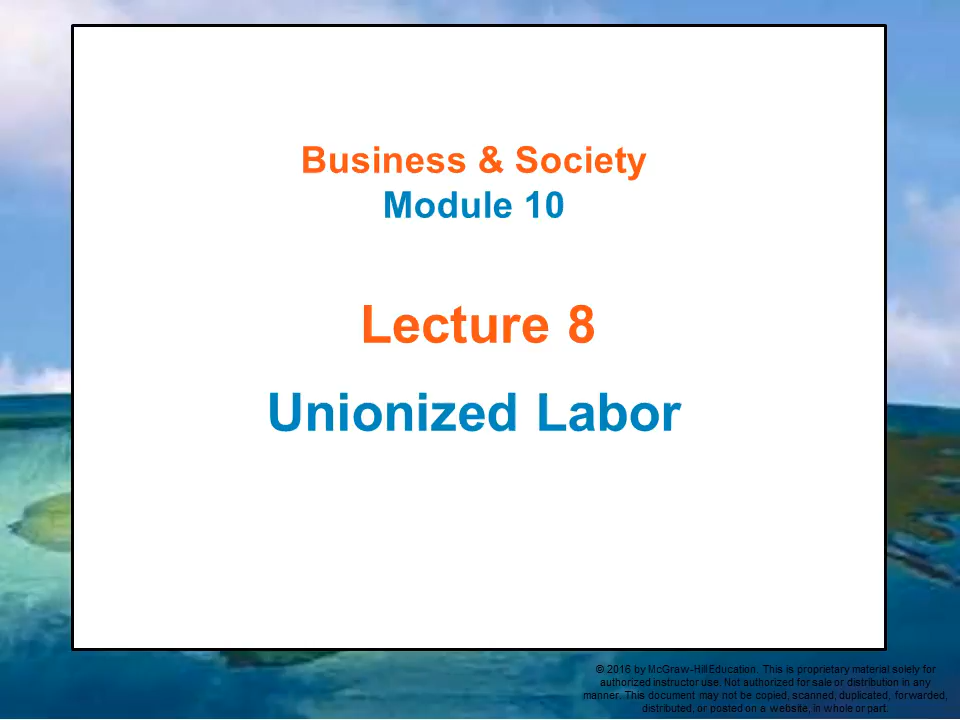 Business & Society
Module 10
Lecture 8
Unionized Labor
© 2016 by McGraw-Hill Education. This is proprietary material solely for
authorized instructor use. Not authorized for sale or distribution in any
manner. This document may not be copied, scanned, duplicated, forwarded,
distributed, or posted on a website, in whole or part.